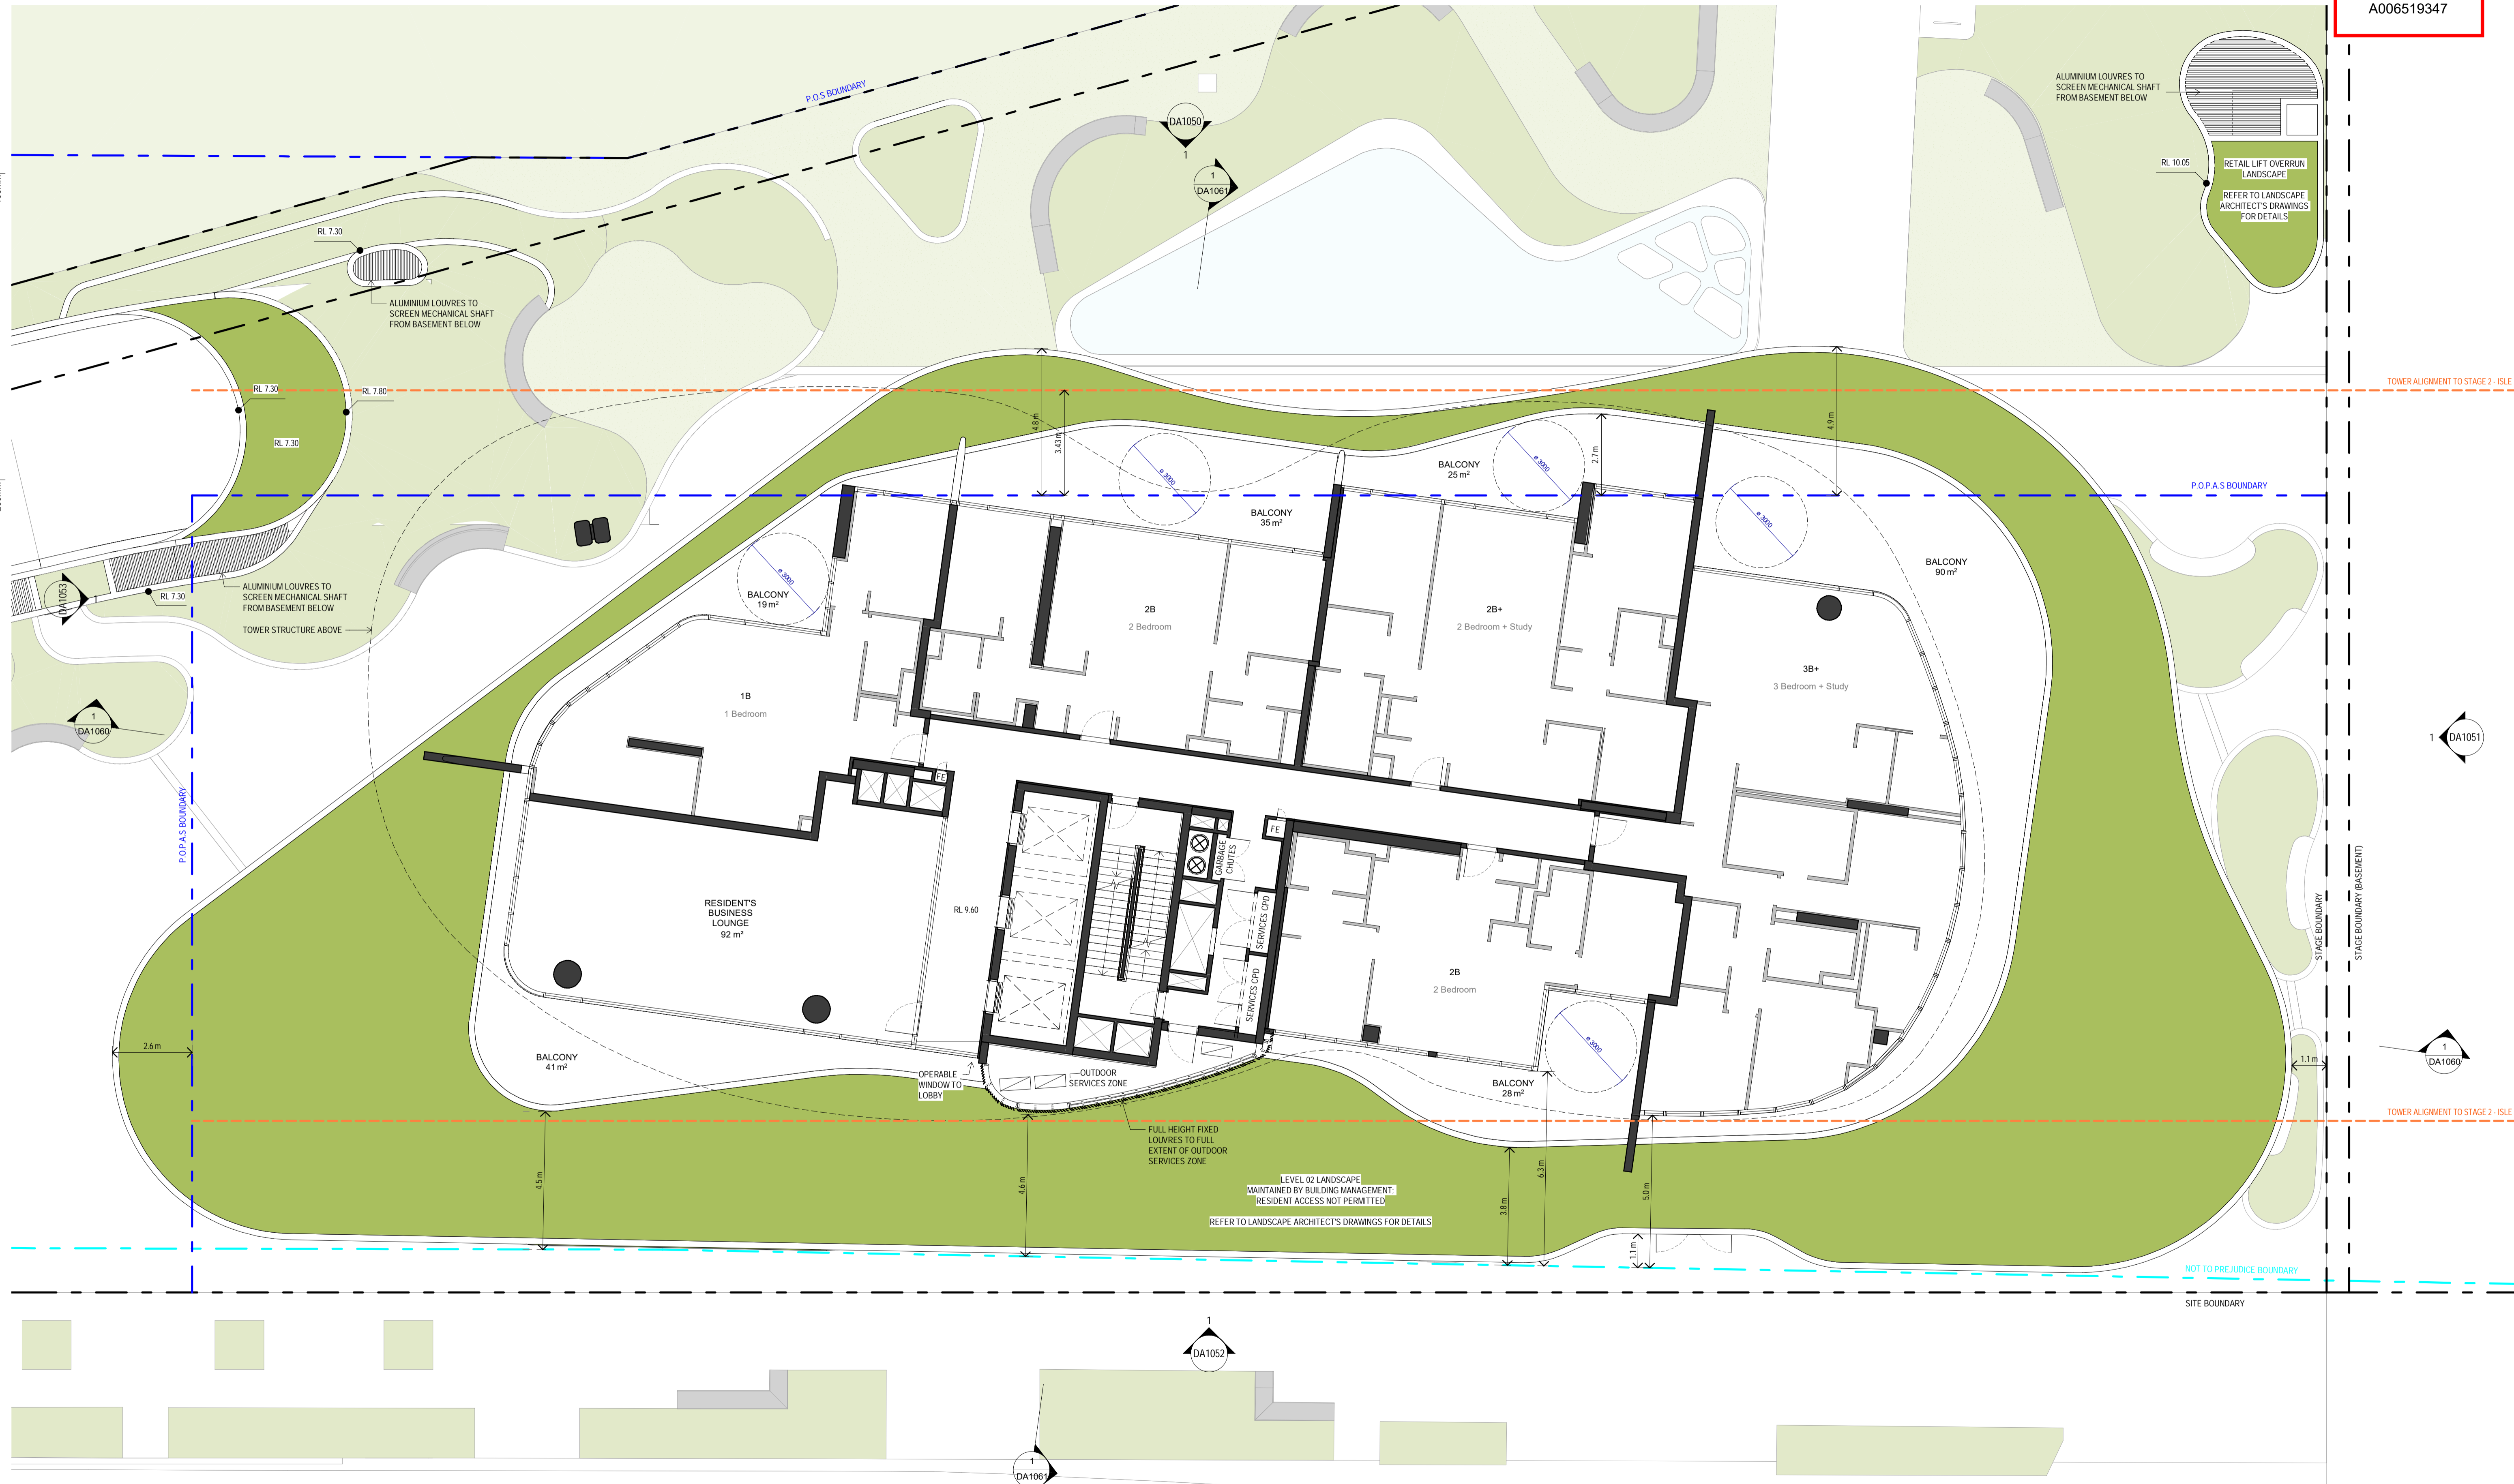 A006519347
P.O.S BOUNDARY
DA1050
1
1
DA1061
ALUMINIUM LOUVRES TO
SCREEN MECHANICAL SHAFT
FROM BASEMENT BELOW
RL 10.05
RETAIL LIFT OVERRUN
LANDSCAPE
REFER TO LANDSCAPE
ARCHITECT'S DRAWINGS
FOR DETAILS
RL 7.30
ALUMINIUM LOUVRES TO
SCREEN MECHANICAL SHAFT
FROM BASEMENT BELOW
RL 7.30
RL 7.80
RL 7.30
TOWER ALIGNMENT TO STAGE 2 - ISLE
4.8 m
3.43 m
2.7 m
4.9 m
BALCONY
25 m²
ø 3000
ø 3000
ø 3000
ø 3000
BALCONY
35 m²
P.O.P.A.S BOUNDARY
BALCONY
90 m²
ALUMINIUM LOUVRES TO
SCREEN MECHANICAL SHAFT
FROM BASEMENT BELOW
DA1053
1
RL 7.30
TOWER STRUCTURE ABOVE
BALCONY
19 m²
2B
2 Bedroom
2B+
2 Bedroom + Study
3B+
3 Bedroom + Study
1B
1 Bedroom
1
DA1060
1
DA1051
P.O.P.A.S BOUNDARY
FE
FE
GARBAGE
CHUTES
SERVICES CPD
SERVICES CPD
RESIDENT'S
BUSINESS
LOUNGE
92 m²
RL 9.60
2B
2 Bedroom
STAGE BOUNDARY
STAGE BOUNDARY (BASEMENT)
2.6 m
BALCONY
41 m²
OPERABLE
WINDOW TO
LOBBY
OUTDOOR
SERVICES ZONE
ø 3000
BALCONY
28 m²
1.1 m
1
DA1060
TOWER ALIGNMENT TO STAGE 2 - ISLE
FULL HEIGHT FIXED
LOUVRES TO FULL
EXTENT OF OUTDOOR
SERVICES ZONE
4.5 m
4.6 m
3.8 m
6.3 m
5.0 m
1.1 m
LEVEL 02 LANDSCAPE
MAINTAINED BY BUILDING MANAGEMENT:
RESIDENT ACCESS NOT PERMITTED
REFER TO LANDSCAPE ARCHITECT'S DRAWINGS FOR DETAILS
NOT TO PREJUDICE BOUNDARY
SITE BOUNDARY
1
DA1052
1
DA1061